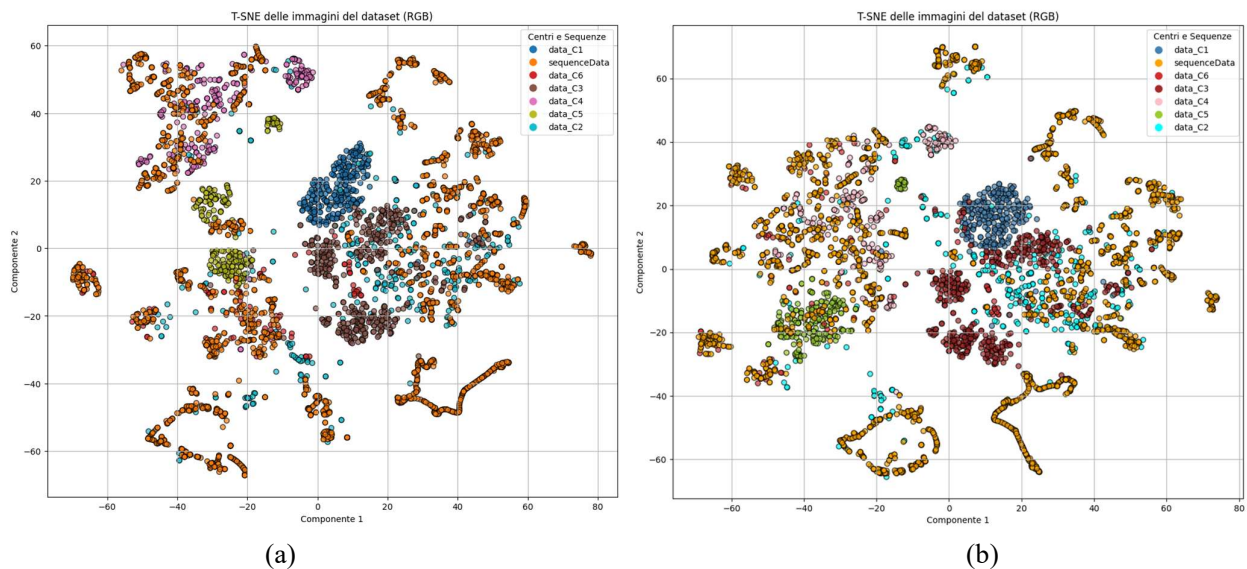 T-SNE delle immagini del dataset (RGB)
Centri e Sequenze
data_C1
sequenceData
data_C6
data_C3
data_C4
data_C5
data_C2
60
40
20
0
−20
−40
−60
Componente 2
−60
−40
−20
0
20
40
60
80
Componente 1
(a)
T-SNE delle immagini del dataset (RGB)
Centri e Sequenze
data_C1
sequenceData
data_C6
data_C3
data_C4
data_C5
data_C2
60
40
20
0
−20
−40
−60
Componente 2
−60
−40
−20
0
20
40
60
80
Componente 1
(b)